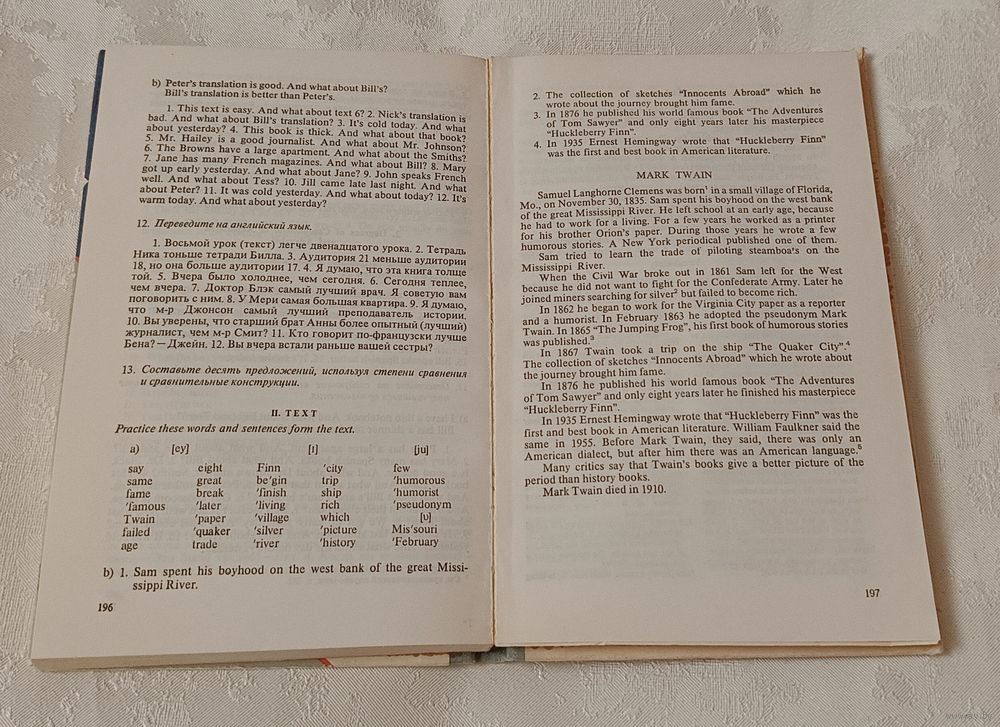 b) Peter's translation is good. And what about Bill's?
Bill's translation is better than Peter's.
1. This text is easy. And what about text 6? 2. Nick's translation is
bad. And what about Bill's translation? 3. It's cold today. And what
about yesterday? 4. This book is thick. And what about that book?
5. Mr. Hailey is a good journalist. And what about Mr. Johnson?
6. The Browns have a large apartment. And what about the Smiths?
7. Jane has many French magazines. And what about Bill? 8. Mary
got up early yesterday. And what about Jane? 9. John speaks French
well. And what about Tess? 10. Jill came late last night. And what
about Peter? 11. It was cold yesterday. And what about today? 12. It's
warm today. And what about yesterday?
12. Переведите на английский язык.
1. Восьмой урок (текст) легче двенадцатого урока. 2. Тетрадь
Ника тоньше тетради Билла. 3. Аудитория 21 меньше аудитории
18, но она больше аудитории 17. 4. Я думаю, что эта книга толще
той. 5. Вчера было холоднее, чем сегодня. 6. Сегодня теплее,
чем вчера. 7. Доктор Блэк самый лучший врач. Я советую вам
поговорить с ним. 8. У Мери самая большая квартира. 9. Я думаю,
что м-р Джонсон самый лучший преподаватель истории.
10. Вы уверены, что старший брат Анны более опытный (лучший)
журналист, чем м-р Смит? 11. Кто говорит по-французски лучше
Бена? — Джейн. 12. Вы вчера встали раньше вашей сестры?
13. Составьте десять предложений, используя степени сравнения
и сравнительные конструкции.
II. TEXT
Practice these words and sentences form the text.
a) [ey] [ɪ] [ju]
say eight Finn ′city few
same great be′gin trip ′humorous
fame break ′finish ship ′humorist
′famous ′later ′living rich ′pseudonym
Twain ′paper ′village which [ʊ]
failed ′quaker ′silver ′picture Mis′souri
age trade ′river ′history ′February
b) 1. Sam spent his boyhood on the west bank of the great Missi-
ssippi River.
196
2. The collection of sketches “Innocents Abroad” which he
wrote about the journey brought him fame.
3. In 1876 he published his world famous book “The Adventures
of Tom Sawyer” and only eight years later his masterpiece
“Huckleberry Finn”.
4. In 1935 Ernest Hemingway wrote that “Huckleberry Finn”
was the first and best book in American literature.
MARK TWAIN
Samuel Langhorne Clemens was born¹ in a small village of Florida,
Mo., on November 30, 1835. Sam spent his boyhood on the west bank
of the great Mississippi River. He left school at an early age, because
he had to work for a living. For a few years he worked as a printer
for his brother Orion's paper. During those years he wrote a few
humorous stories. A New York periodical published one of them.
Sam tried to learn the trade of piloting steamboats on the
Mississippi River.
When the Civil War broke out in 1861 Sam left for the West
because he did not want to fight for the Confederate Army. Later he
joined miners searching for silver² but failed to become rich.
In 1862 he began to work for the Virginia City paper as a reporter
and a humorist. In February 1863 he adopted the pseudonym Mark
Twain. In 1865 “The Jumping Frog”, his first book of humorous stories
was published.³
In 1867 Twain took a trip on the ship “The Quaker City”.⁴
The collection of sketches “Innocents Abroad” which he wrote about
the journey brought him fame.
In 1876 he published his world famous book “The Adventures
of Tom Sawyer” and only eight years later he finished his masterpiece
“Huckleberry Finn”.
In 1935 Ernest Hemingway wrote that “Huckleberry Finn” was the
first and best book in American literature. William Faulkner said the
same in 1955. Before Mark Twain, they said, there was only an
American dialect, but after him there was an American language.⁵
Many critics say that Twain's books give a better picture of the
period than history books.
Mark Twain died in 1910.
197